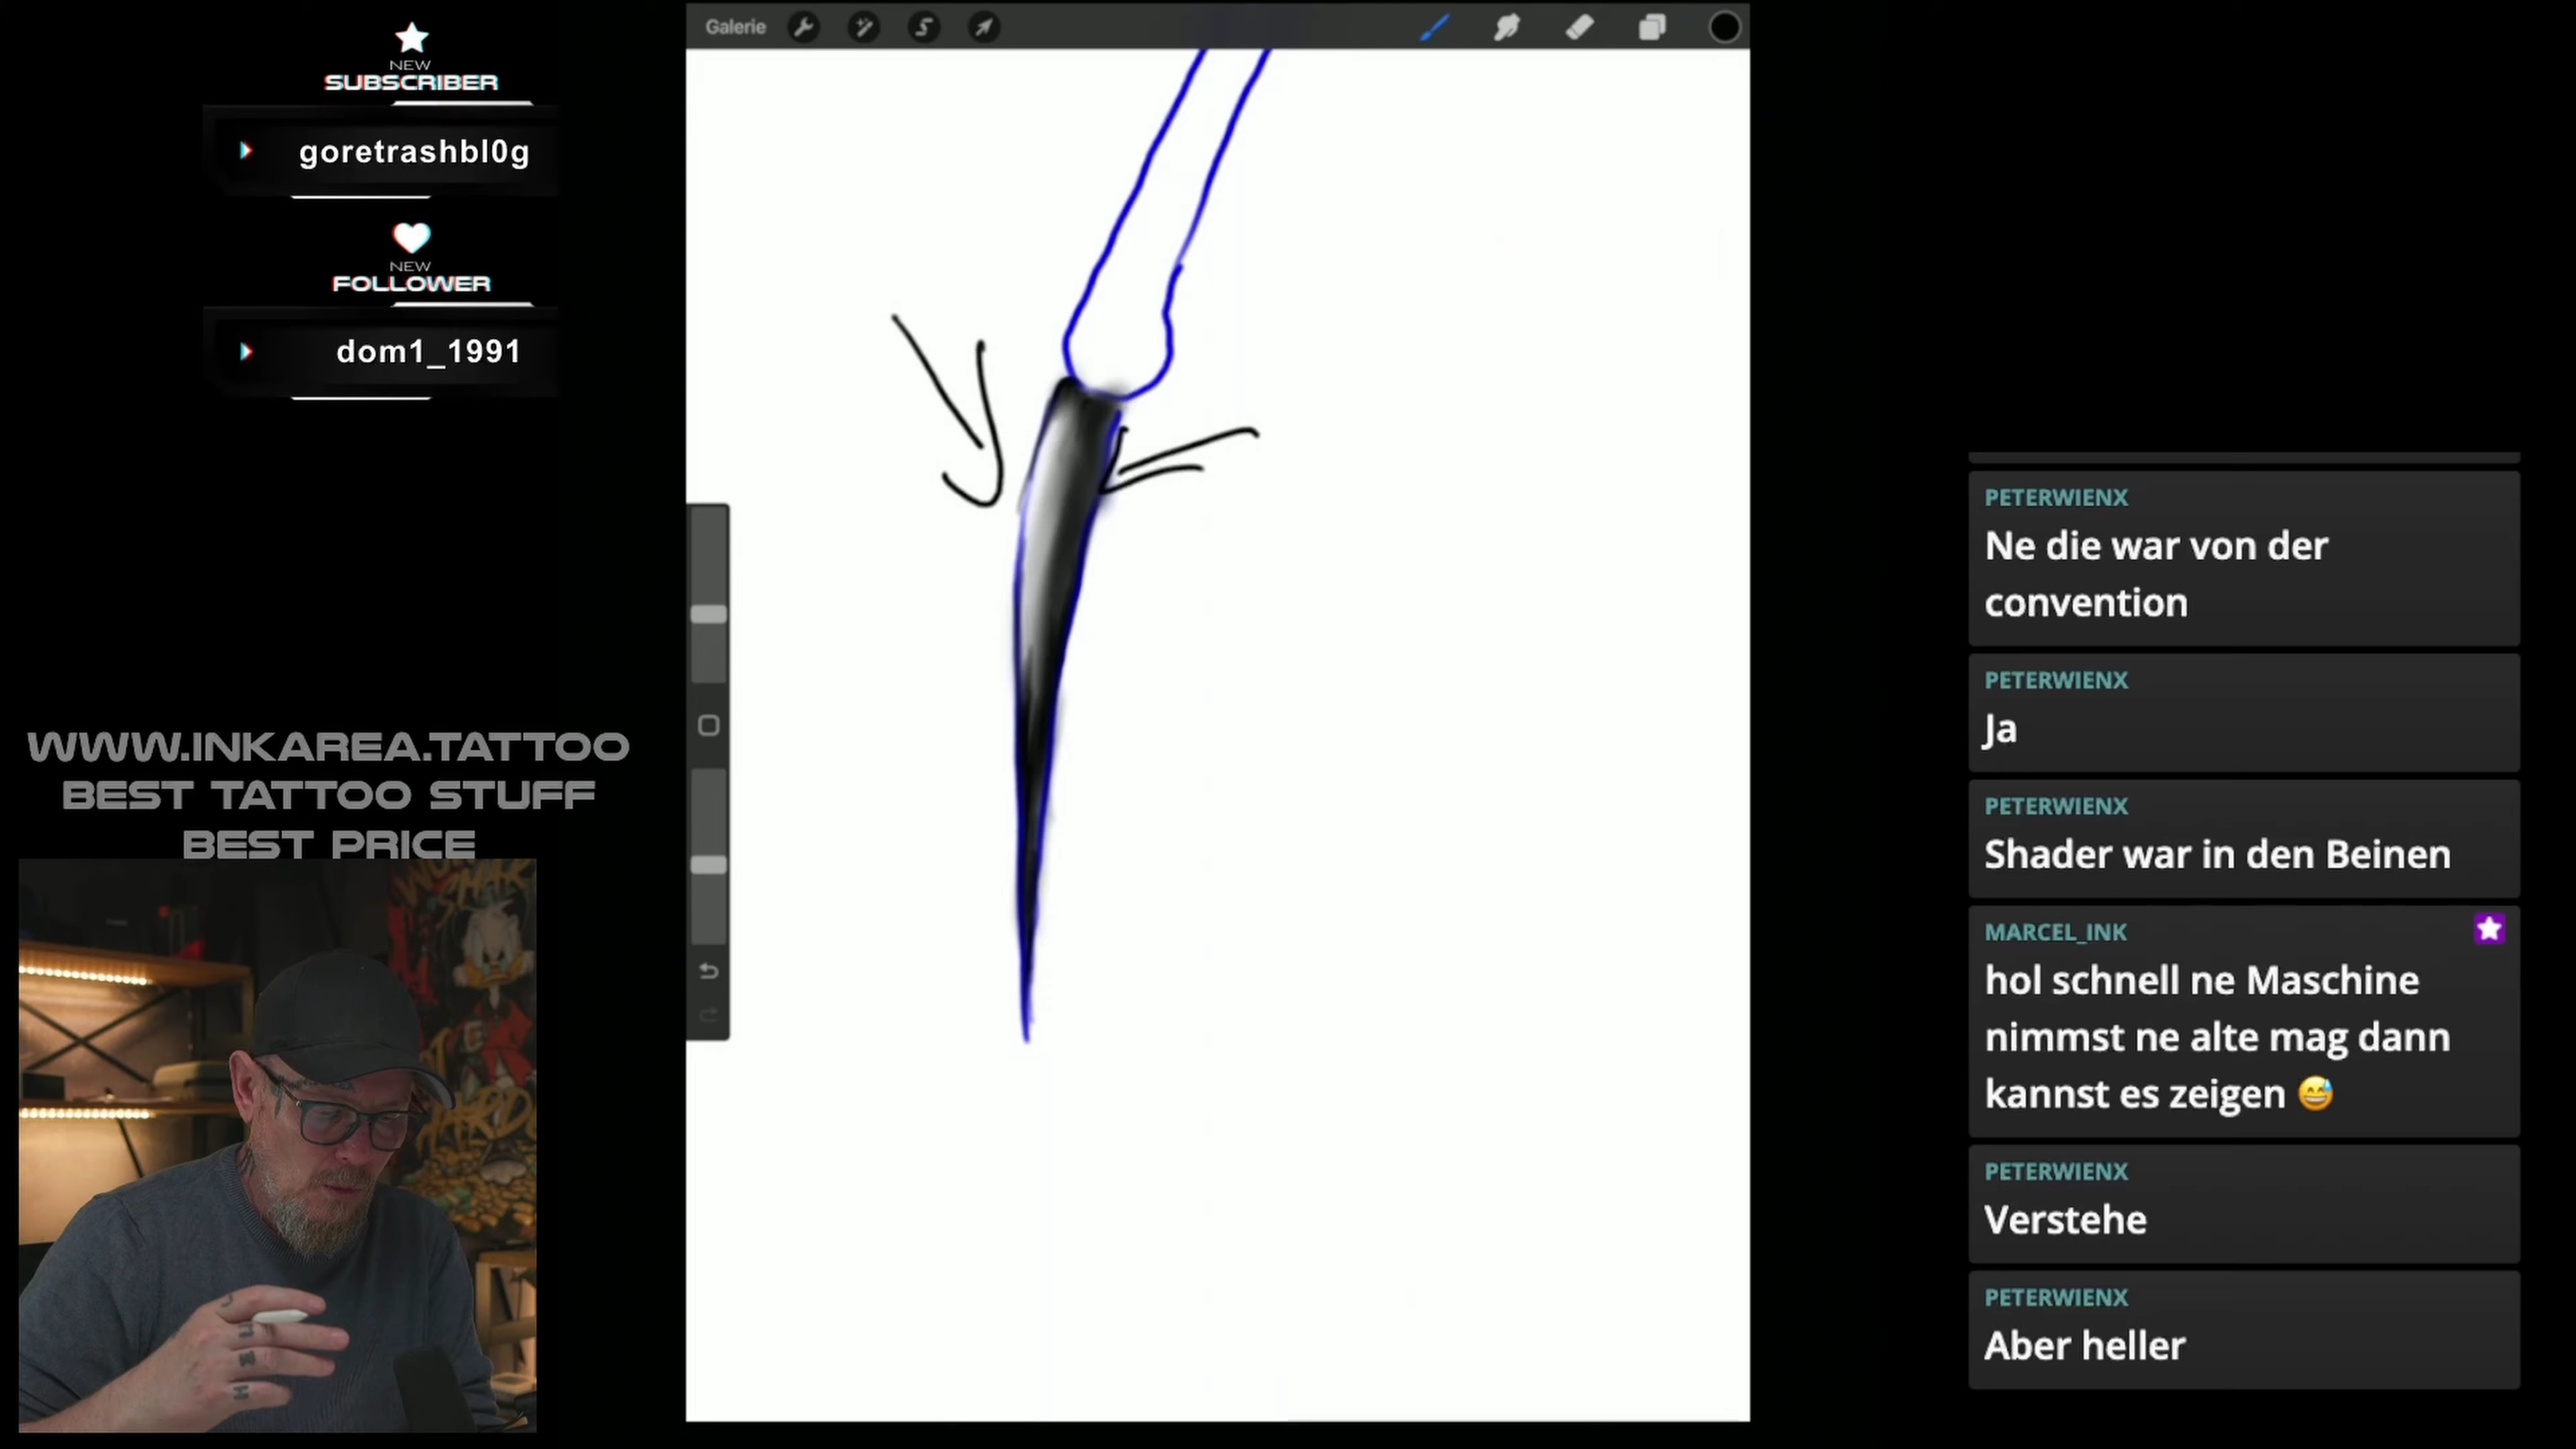 NEW
SUBSCRIBER
goretrashbl0g
NEW
FOLLOWER
dom1_1991
WWW.INKAREA.TATTOO
BEST TATTOO STUFF
BEST PRICE
Galerie
PETERWIENX
Ne die war von der
convention
PETERWIENX
Ja
PETERWIENX
Shader war in den Beinen
MARCEL_INK
hol schnell ne Maschine
nimmst ne alte mag dann
kannst es zeigen 😅
PETERWIENX
Verstehe
PETERWIENX
Aber heller